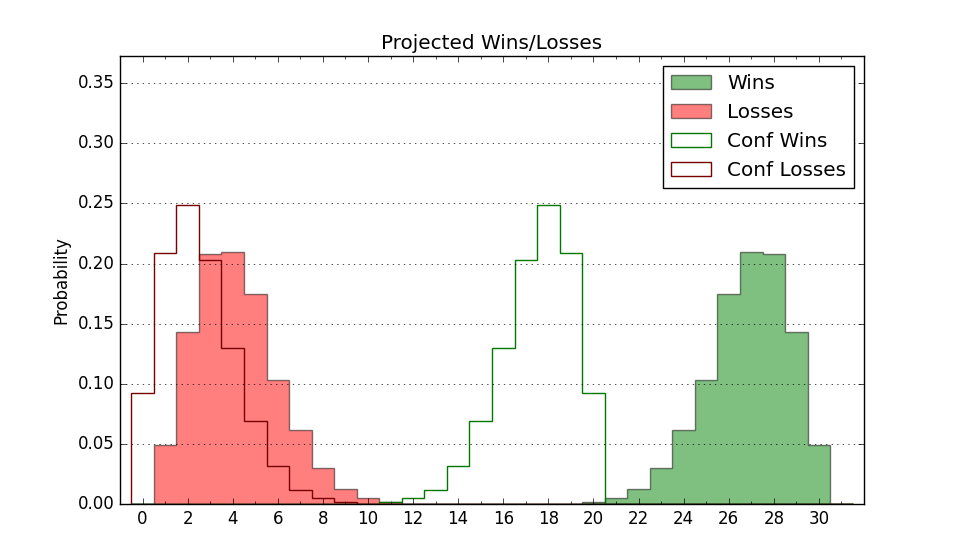 Projected Wins/Losses
Wins
Losses
Conf Wins
Conf Losses
Probability
0.35
0.30
0.25
0.20
0.15
0.10
0.05
0.00
0 2 4 6 8 10 12 14 16 18 20 22 24 26 28 30